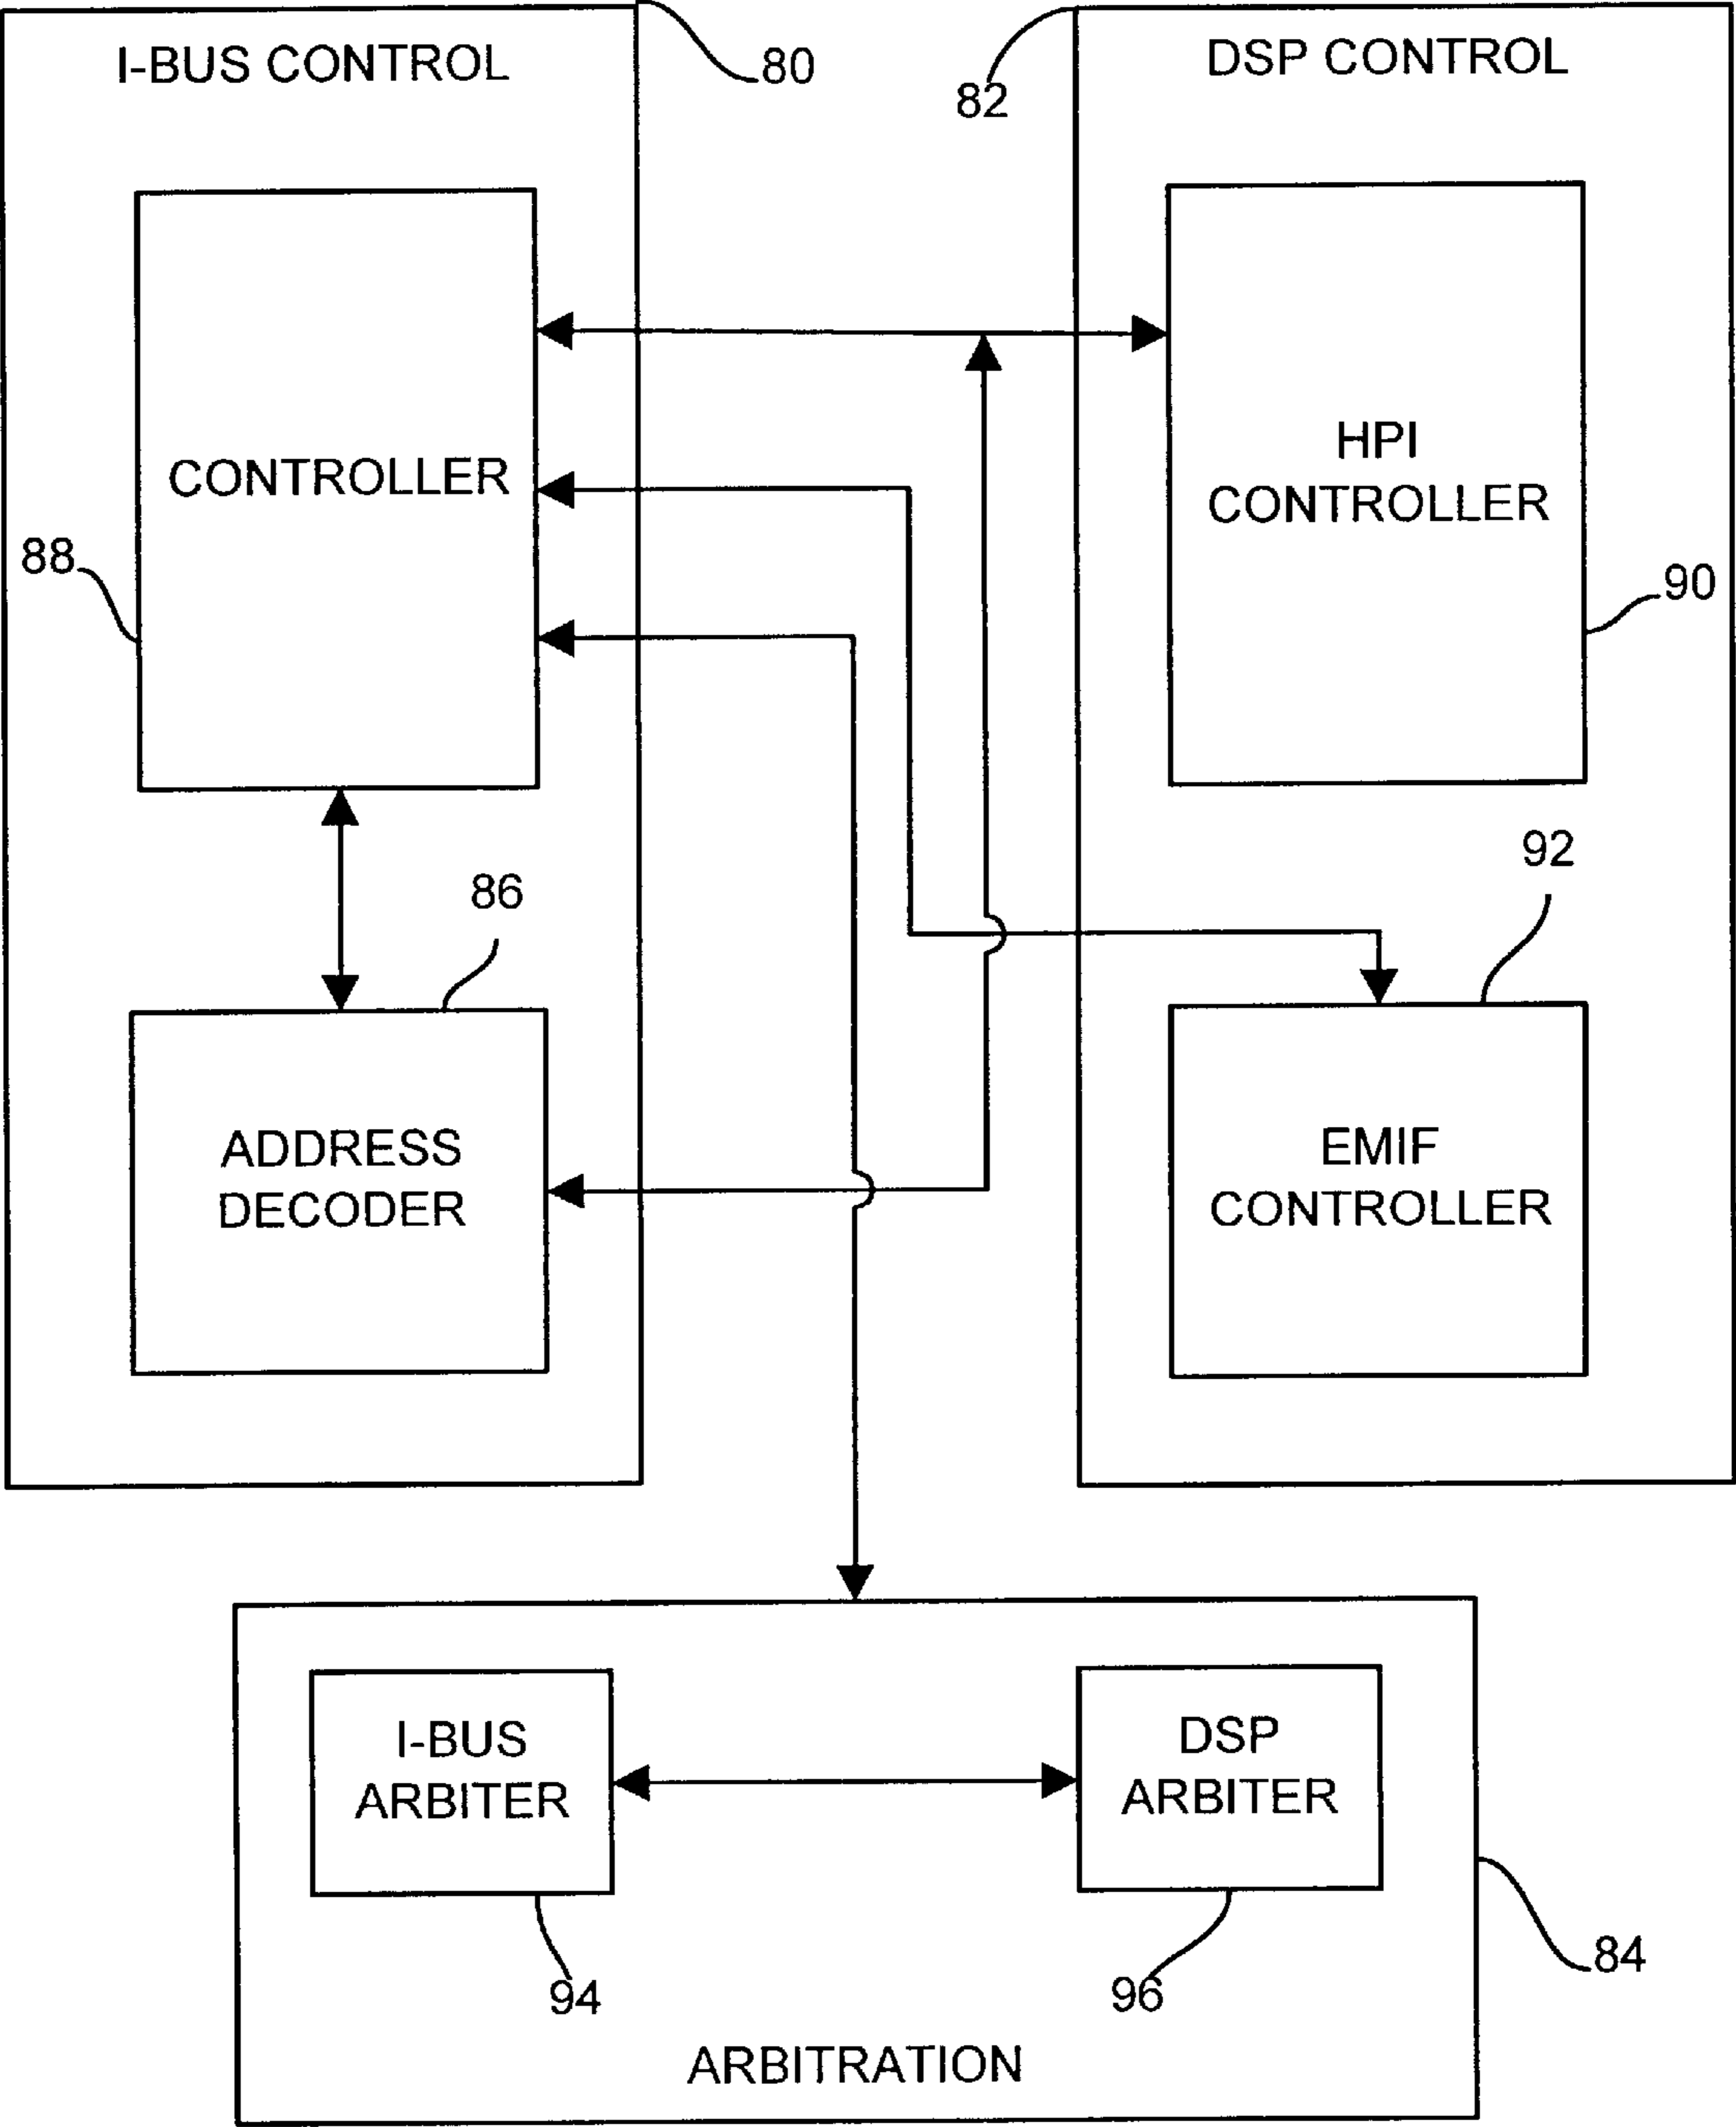 I-BUS CONTROL
80
82
DSP CONTROL
CONTROLLER
HPI
CONTROLLER
88
90
86
92
ADDRESS
DECODER
EMIF
CONTROLLER
I-BUS
ARBITER
DSP
ARBITER
94
96
84
ARBITRATION